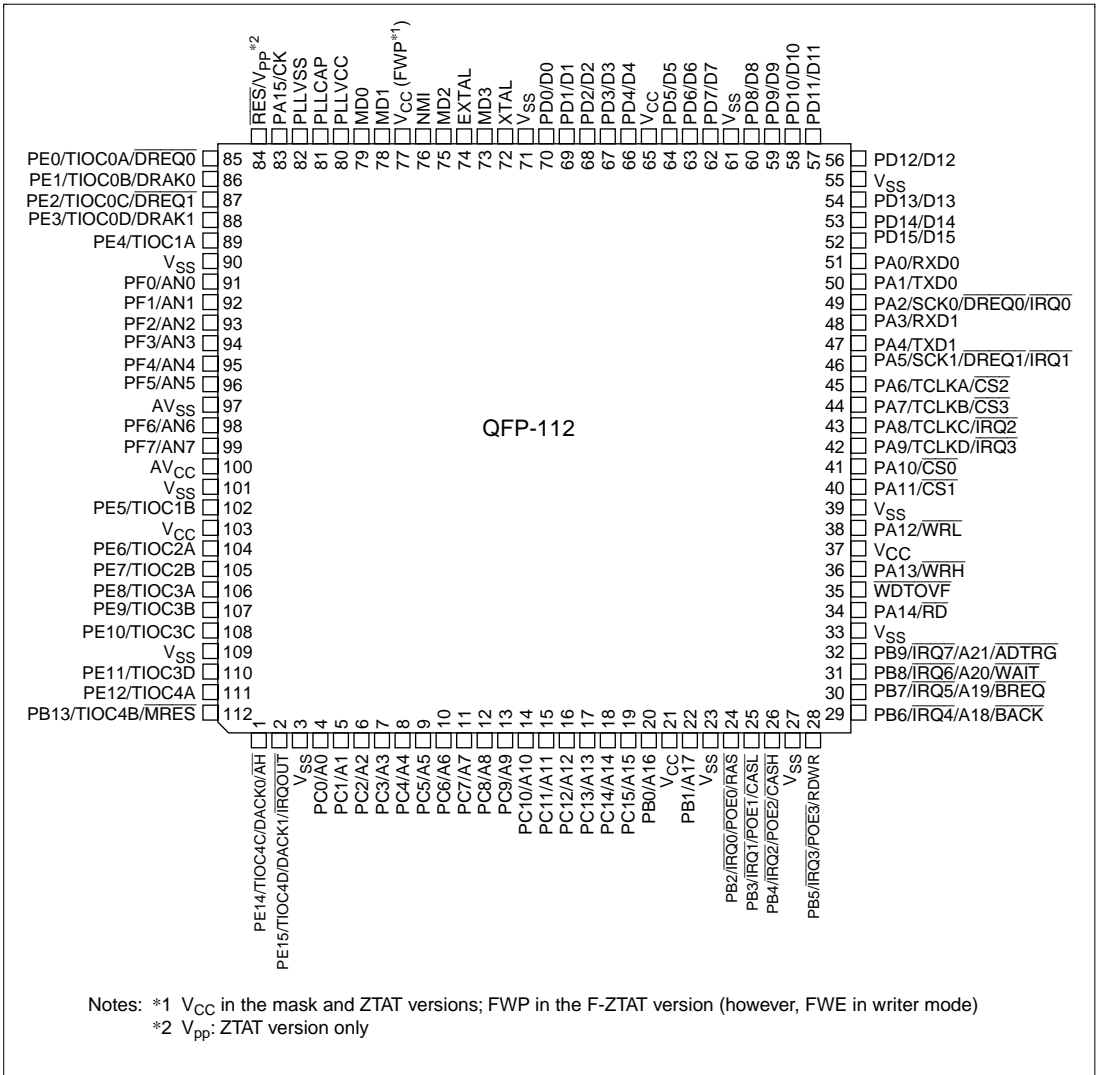 RES/VPP*2
PA15/CK
PLLVSS
PLLCAP
PLLVCC
MD0
MD1
VCC (FWP*1)
NMI
MD2
EXTAL
MD3
XTAL
VSS
PD0/D0
PD1/D1
PD2/D2
PD3/D3
PD4/D4
VCC
PD5/D5
PD6/D6
PD7/D7
VSS
PD8/D8
PD9/D9
PD10/D10
PD11/D11
84 83 82 81 80 79 78 77 76 75 74 73 72 71 70 69 68 67 66 65 64 63 62 61 60 59 58 57
PE0/TIOC0A/DREQ0 85
PE1/TIOC0B/DRAK0 86
PE2/TIOC0C/DREQ1 87
PE3/TIOC0D/DRAK1 88
PE4/TIOC1A 89
VSS 90
PF0/AN0 91
PF1/AN1 92
PF2/AN2 93
PF3/AN3 94
PF4/AN4 95
PF5/AN5 96
AVSS 97
PF6/AN6 98
PF7/AN7 99
AVCC 100
VSS 101
PE5/TIOC1B 102
VCC 103
PE6/TIOC2A 104
PE7/TIOC2B 105
PE8/TIOC3A 106
PE9/TIOC3B 107
PE10/TIOC3C 108
VSS 109
PE11/TIOC3D 110
PE12/TIOC4A 111
PB13/TIOC4B/MRES 112
QFP-112
56 PD12/D12
55 VSS
54 PD13/D13
53 PD14/D14
52 PD15/D15
51 PA0/RXD0
50 PA1/TXD0
49 PA2/SCK0/DREQ0/IRQ0
48 PA3/RXD1
47 PA4/TXD1
46 PA5/SCK1/DREQ1/IRQ1
45 PA6/TCLKA/CS2
44 PA7/TCLKB/CS3
43 PA8/TCLKC/IRQ2
42 PA9/TCLKD/IRQ3
41 PA10/CS0
40 PA11/CS1
39 VSS
38 PA12/WRL
37 VCC
36 PA13/WRH
35 WDTOVF
34 PA14/RD
33 VSS
32 PB9/IRQ7/A21/ADTRG
31 PB8/IRQ6/A20/WAIT
30 PB7/IRQ5/A19/BREQ
29 PB6/IRQ4/A18/BACK
1 2 3 4 5 6 7 8 9 10 11 12 13 14 15 16 17 18 19 20 21 22 23 24 25 26 27 28
PE14/TIOC4C/DACK0/AH
PE15/TIOC4D/DACK1/IRQOUT
VSS
PC0/A0
PC1/A1
PC2/A2
PC3/A3
PC4/A4
PC5/A5
PC6/A6
PC7/A7
PC8/A8
PC9/A9
PC10/A10
PC11/A11
PC12/A12
PC13/A13
PC14/A14
PC15/A15
PB0/A16
VCC
PB1/A17
VSS
PB2/IRQ0/POE0/RAS
PB3/IRQ1/POE1/CASL
PB4/IRQ2/POE2/CASH
VSS
PB5/IRQ3/POE3/RDWR
Notes: *1 VCC in the mask and ZTAT versions; FWP in the F-ZTAT version (however, FWE in writer mode)
*2 Vpp: ZTAT version only